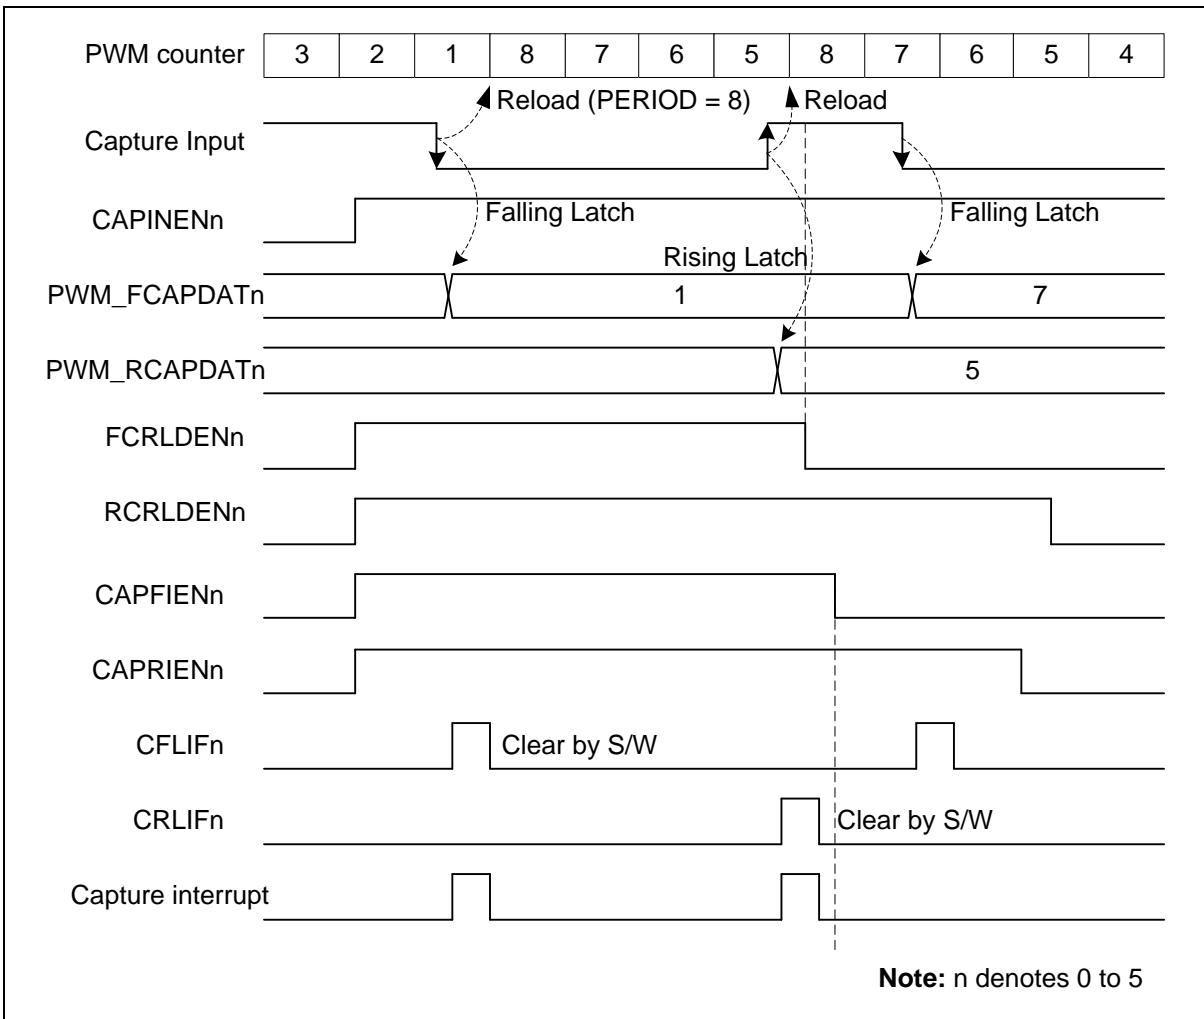 PWM counter 3 2 1 8 7 6 5 8 7 6 5 4
Reload (PERIOD = 8) Reload
Capture Input
CAPINENn Falling Latch Falling Latch
Rising Latch
PWM_FCAPDATn 1 7
PWM_RCAPDATn 5
FCRLDENn
RCRLDENn
CAPFIENn
CAPRIENn
CFLIFn Clear by S/W
CRLIFn Clear by S/W
Capture interrupt
Note: n denotes 0 to 5